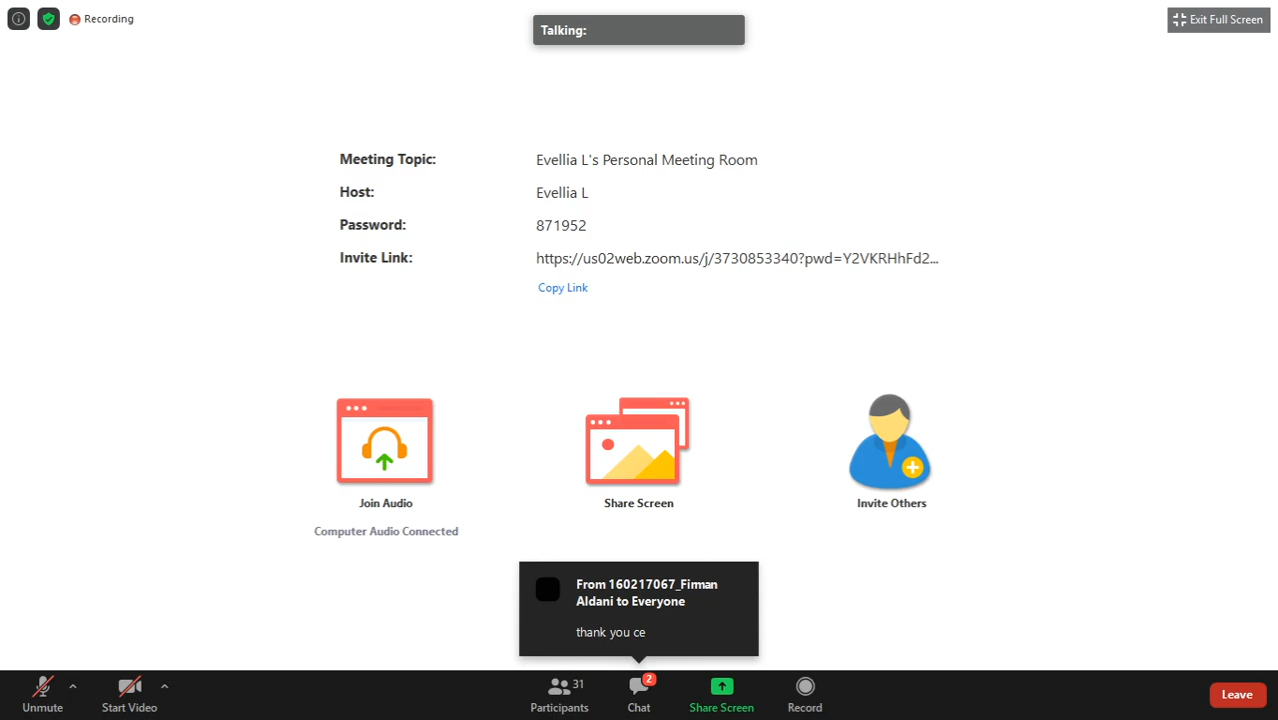 Recording
Talking:
Exit Full Screen
Meeting Topic: Evellia L's Personal Meeting Room
Host: Evellia L
Password: 871952
Invite Link: https://us02web.zoom.us/j/3730853340?pwd=Y2VKRHhFd2...
Copy Link
Join Audio
Computer Audio Connected
Share Screen
Invite Others
From 160217067_Firman
Aldani to Everyone
thank you ce
Unmute
Start Video
31
Participants
2
Chat
Share Screen
Record
Leave